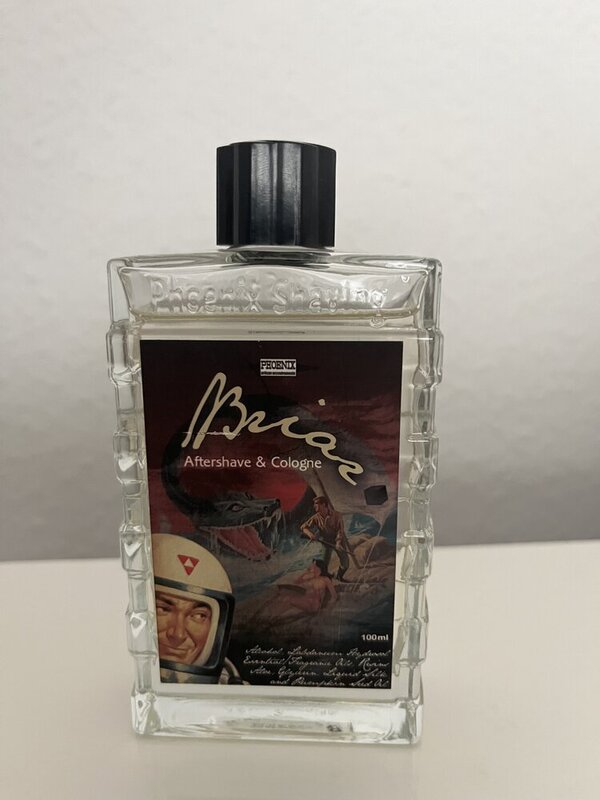 Phoenix Shaving
PHOENIX
Briar
Aftershave & Cologne
100ml
Alcohol, Labdanum Hydrosol
Essential/Fragrance Oils, Resins
Aloe, Glycerin, Liquid Silk
and Pumpkin Seed Oil